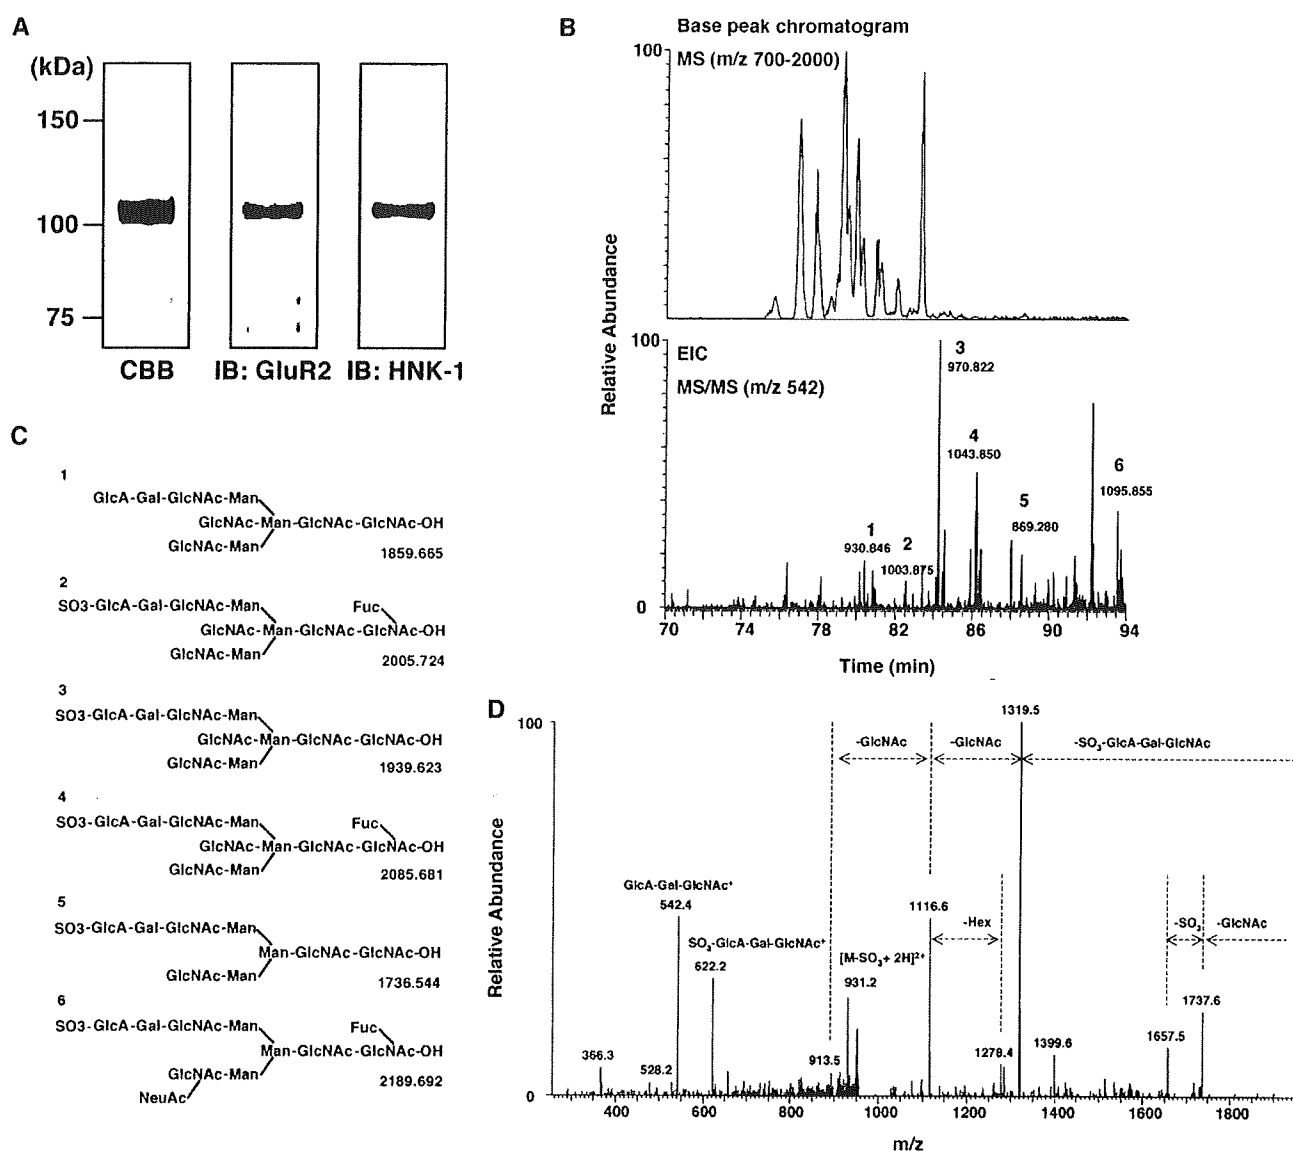 A
(kDa)
150
100
75
CBB
IB: GluR2
IB: HNK-1
B
Base peak chromatogram
MS (m/z 700-2000)
100
Relative Abundance
100
EIC
MS/MS (m/z 542)
3
970.822
4
1043.850
6
1095.855
5
869.280
1
930.846
2
1003.875
0
70 74 78 82 86 90 94
Time (min)
C
1
GlcA-Gal-GlcNAc-Man
GlcNAc-Man-GlcNAc-GlcNAc-OH
GlcNAc-Man
1859.665
2
SO3-GlcA-Gal-GlcNAc-Man
Fuc
GlcNAc-Man-GlcNAc-GlcNAc-OH
GlcNAc-Man
2005.724
3
SO3-GlcA-Gal-GlcNAc-Man
GlcNAc-Man-GlcNAc-GlcNAc-OH
GlcNAc-Man
1939.623
4
SO3-GlcA-Gal-GlcNAc-Man
Fuc
GlcNAc-Man-GlcNAc-GlcNAc-OH
GlcNAc-Man
2085.681
5
SO3-GlcA-Gal-GlcNAc-Man
Man-GlcNAc-GlcNAc-OH
GlcNAc-Man
1736.544
6
SO3-GlcA-Gal-GlcNAc-Man
Fuc
Man-GlcNAc-GlcNAc-OH
GlcNAc-Man
NeuAc
2189.692
D
100
Relative Abundance
1319.5
-GlcNAc
-GlcNAc
-SO₃-GlcA-Gal-GlcNAc
GlcA-Gal-GlcNAc⁺
542.4
SO₃-GlcA-Gal-GlcNAc⁺
622.2
[M-SO₃+ 2H]²⁺
931.2
1116.6
-Hex
-SO₃
-GlcNAc
366.3
528.2
913.5
1278.4
1399.6
1657.5
1737.6
0
400 600 800 1000 1200 1400 1600 1800
m/z